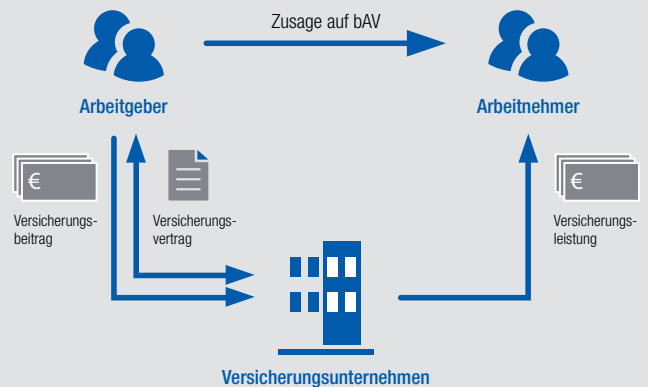 Zusage auf bAV
Arbeitgeber
Arbeitnehmer
€
Versicherungs-
beitrag
Versicherungs-
vertrag
€
Versicherungs-
leistung
Versicherungsunternehmen